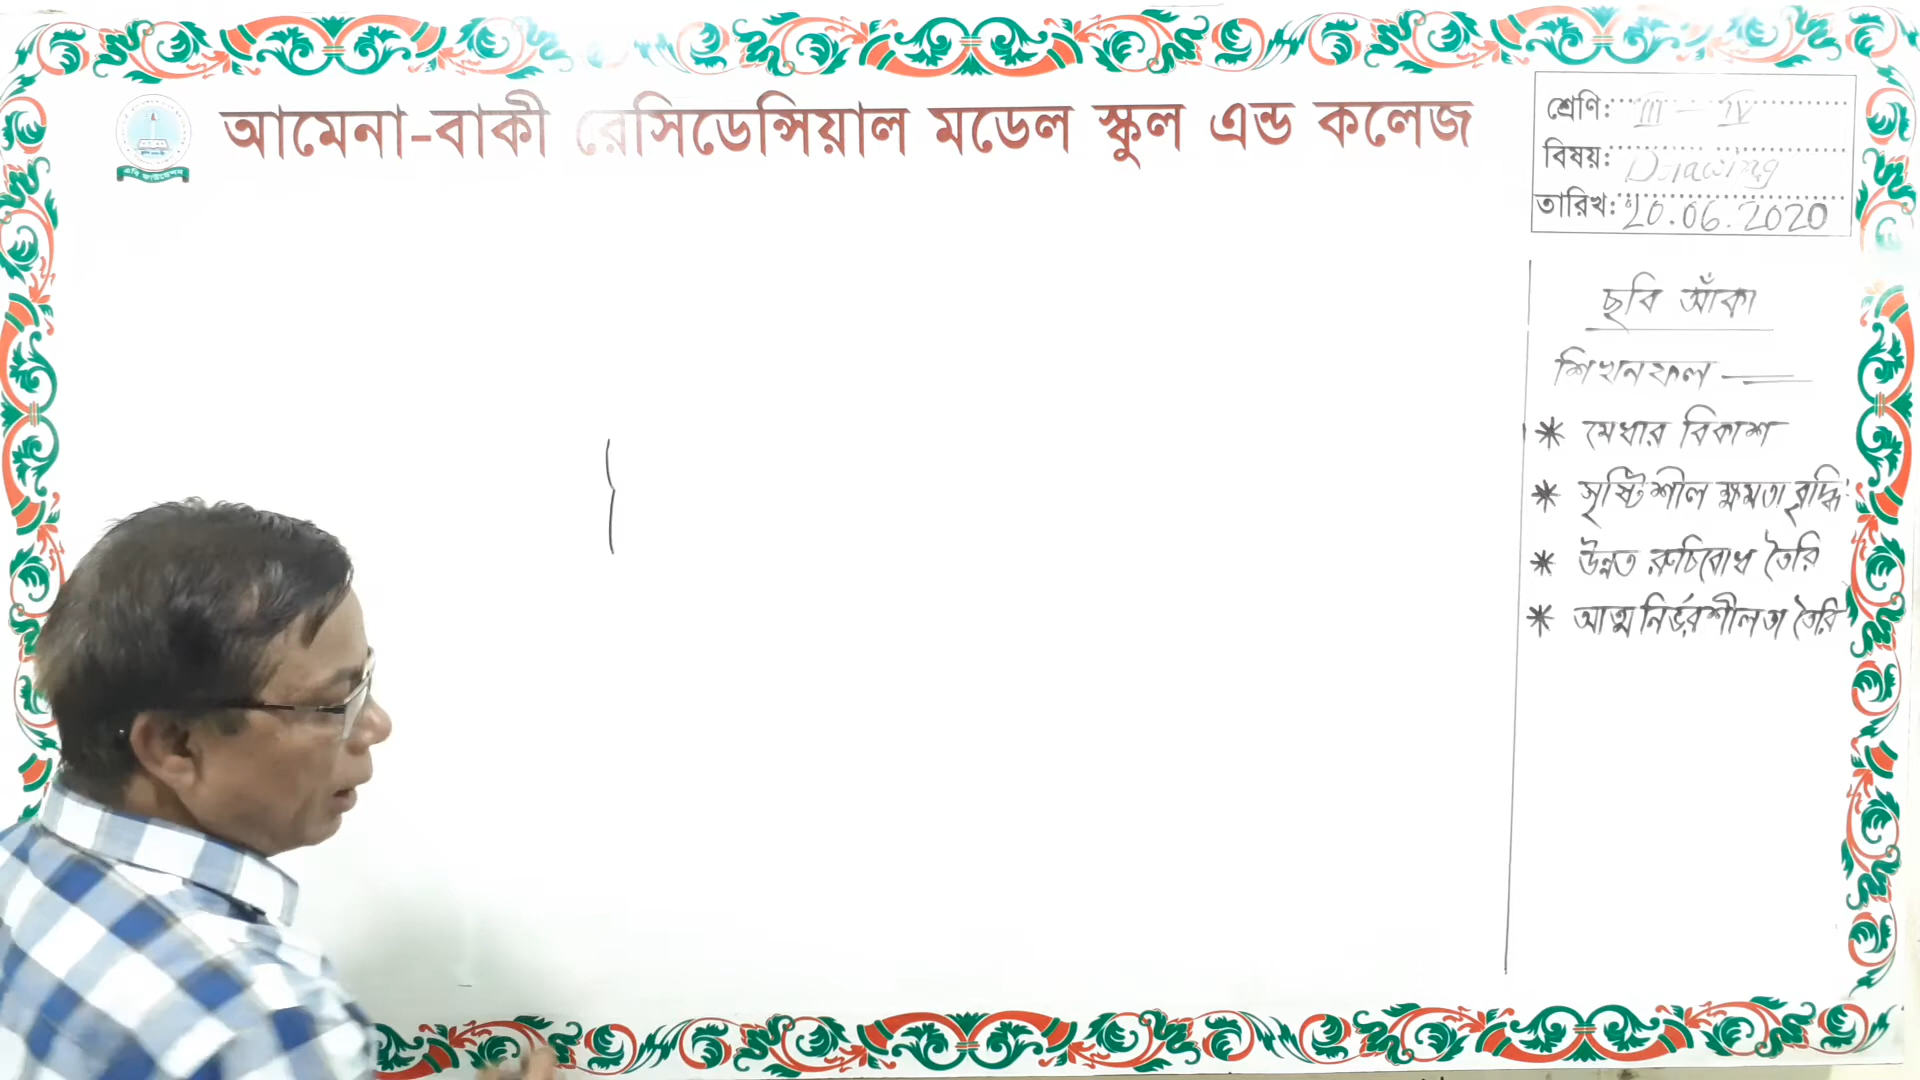 আমেনা-বাকী রেসিডেন্সিয়াল মডেল স্কুল এন্ড কলেজ
শ্রেণি: III - IV
বিষয়: Drawing
তারিখ: 20.06.2020
ছবি আঁকা
শিখনফল
* মেধার বিকাশ
* সৃষ্টিশীল ক্ষমতা বৃদ্ধি
* উন্নত রুচিবোধ তৈরি
* আত্মনির্ভরশীলতা তৈরি